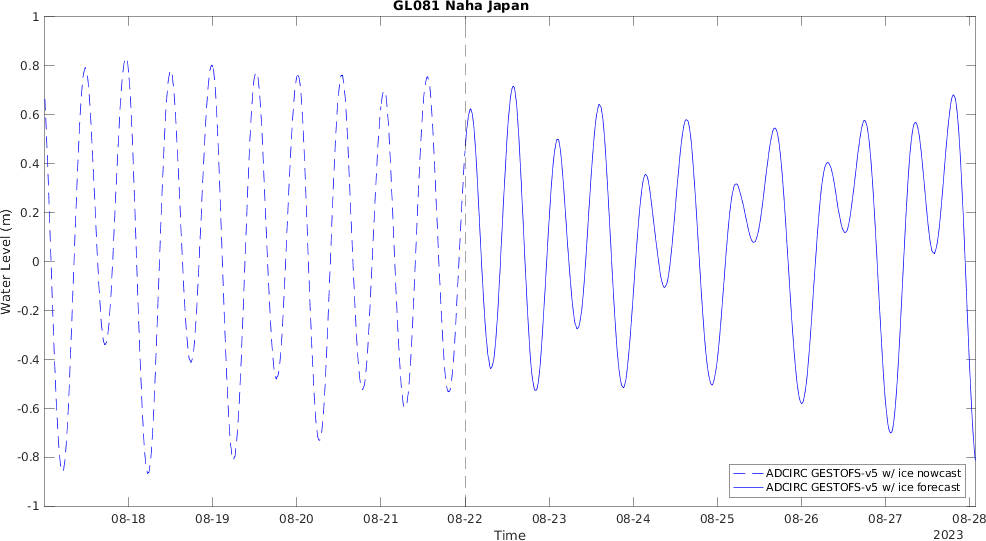 GL081 Naha Japan
1
0.8
0.6
0.4
0.2
0
-0.2
-0.4
-0.6
-0.8
-1
Water Level (m)
ADCIRC GESTOFS-v5 w/ ice nowcast
ADCIRC GESTOFS-v5 w/ ice forecast
08-18 08-19 08-20 08-21 08-22 08-23 08-24 08-25 08-26 08-27 08-28
Time
2023